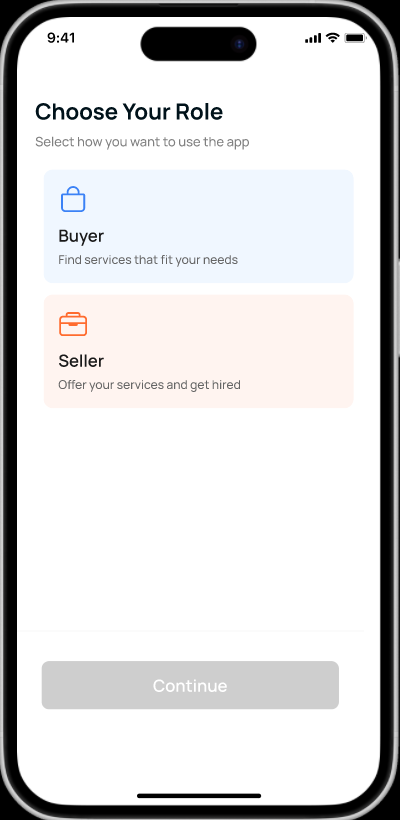 9:41
Choose Your Role
Select how you want to use the app
Buyer
Find services that fit your needs
Seller
Offer your services and get hired
Continue